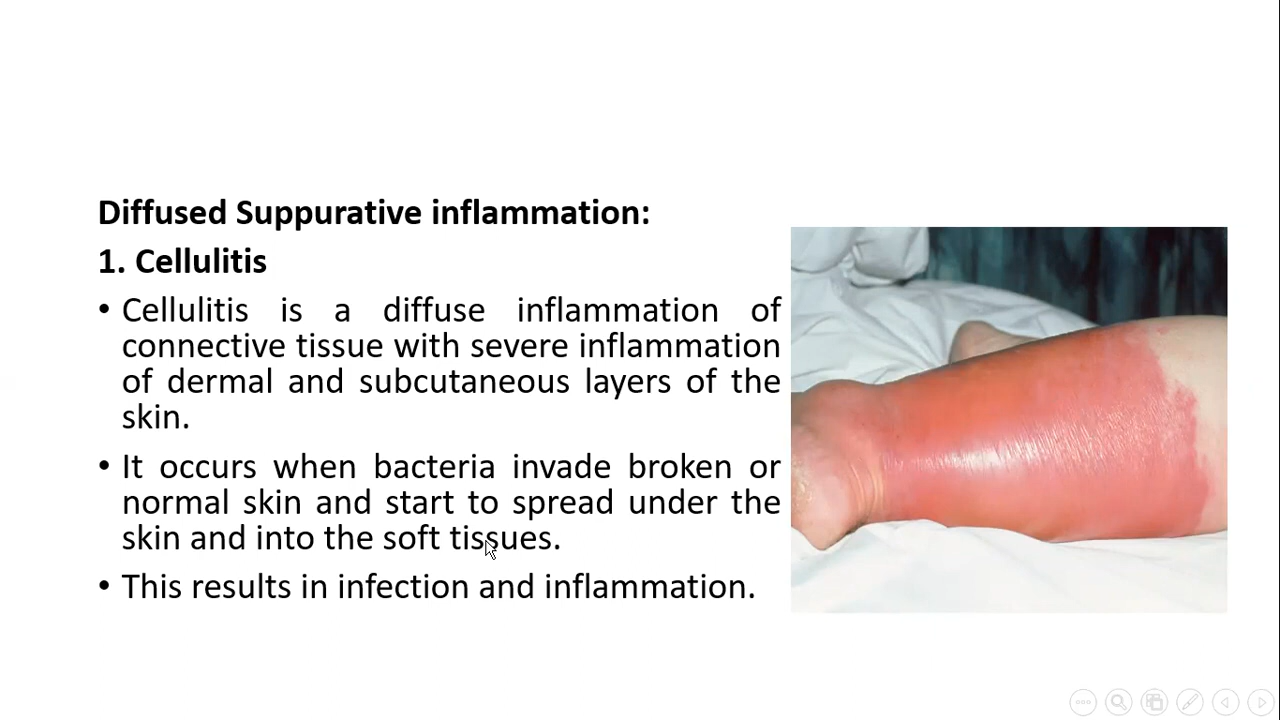 Diffused Suppurative inflammation:
1. Cellulitis
• Cellulitis is a diffuse inflammation of
connective tissue with severe inflammation
of dermal and subcutaneous layers of the
skin.
• It occurs when bacteria invade broken or
normal skin and start to spread under the
skin and into the soft tissues.
• This results in infection and inflammation.